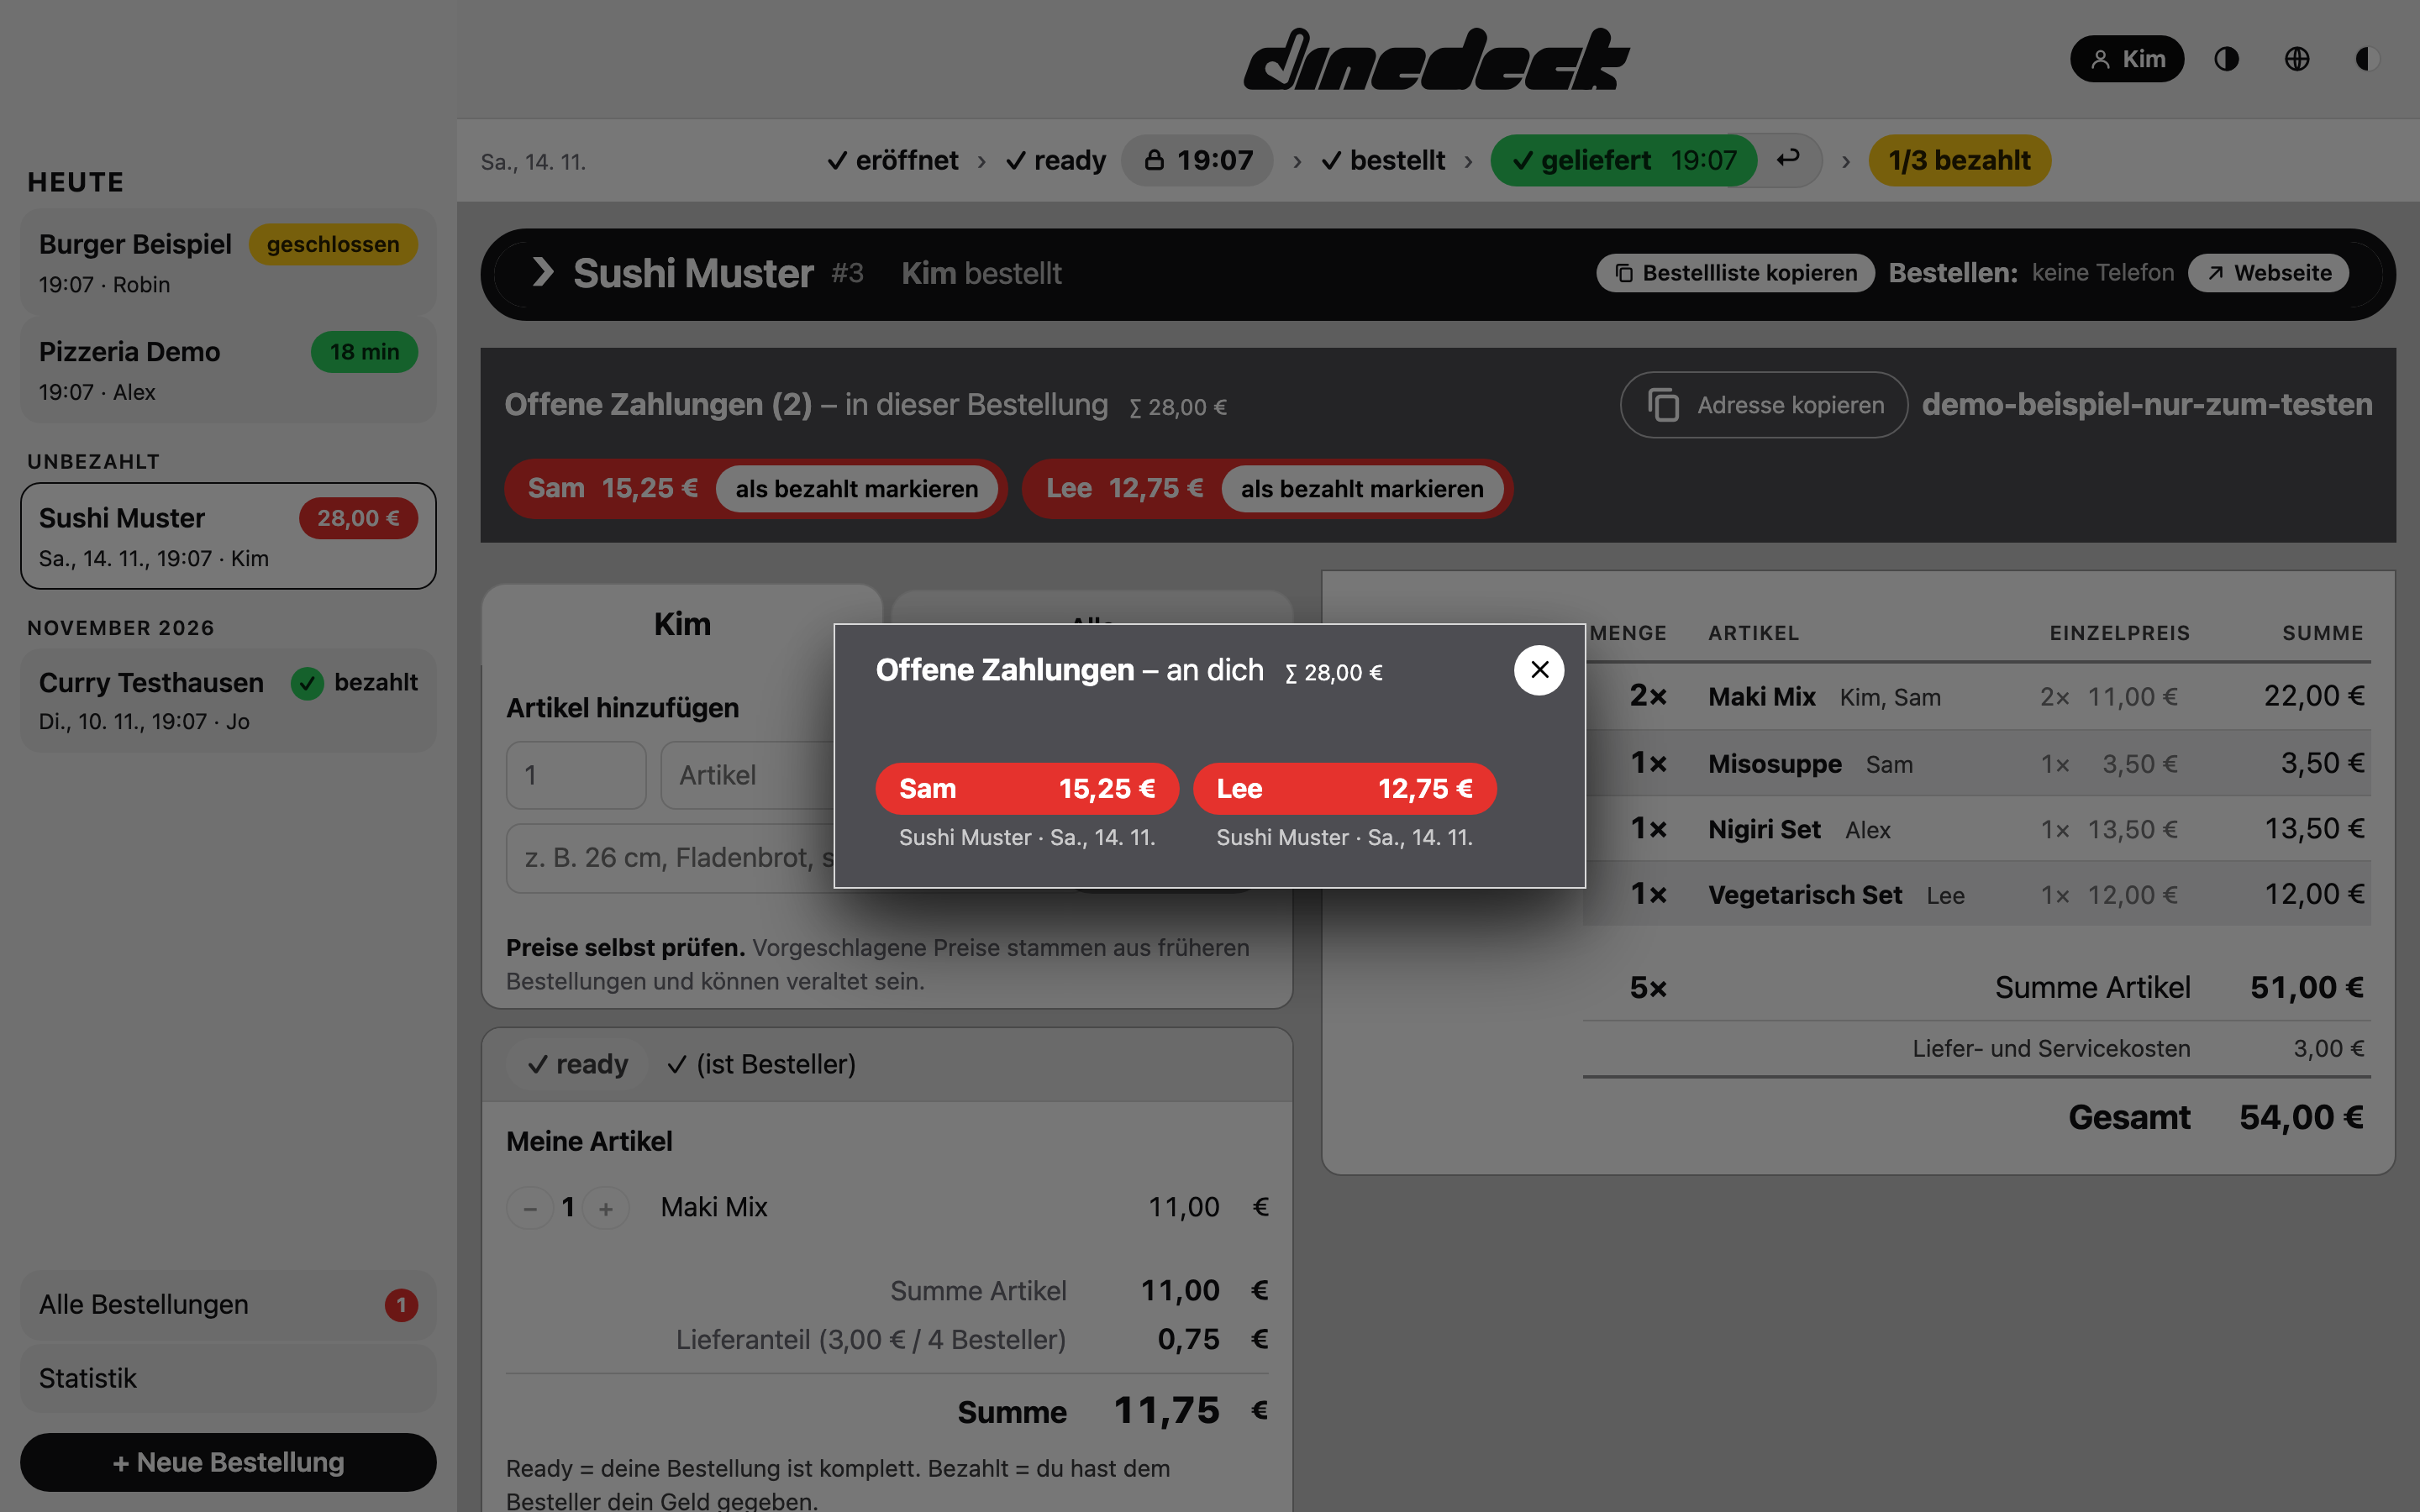 dinedeck
Kim
Sa., 14. 11.
✓ eröffnet › ✓ ready 19:07 › ✓ bestellt › ✓ geliefert 19:07 › 1/3 bezahlt
HEUTE
Burger Beispiel geschlossen
19:07 · Robin
Pizzeria Demo 18 min
19:07 · Alex
UNBEZAHLT
Sushi Muster 28,00 €
Sa., 14. 11., 19:07 · Kim
NOVEMBER 2026
Curry Testhausen ✓ bezahlt
Di., 10. 11., 19:07 · Jo
Alle Bestellungen 1
Statistik
+ Neue Bestellung
Sushi Muster #3 Kim bestellt
Bestellliste kopieren Bestellen: keine Telefon Webseite
Offene Zahlungen (2) – in dieser Bestellung ∑ 28,00 €
Adresse kopieren demo-beispiel-nur-zum-testen
Sam 15,25 € als bezahlt markieren Lee 12,75 € als bezahlt markieren
Kim
Artikel hinzufügen
1 Artikel
z. B. 26 cm, Fladenbrot, s
Preise selbst prüfen. Vorgeschlagene Preise stammen aus früheren
Bestellungen und können veraltet sein.
Offene Zahlungen – an dich ∑ 28,00 €
Sam 15,25 € Lee 12,75 €
Sushi Muster · Sa., 14. 11. Sushi Muster · Sa., 14. 11.
✓ ready ✓ (ist Besteller)
Meine Artikel
− 1 + Maki Mix 11,00 €
Summe Artikel 11,00 €
Lieferanteil (3,00 € / 4 Besteller) 0,75 €
Summe 11,75 €
Ready = deine Bestellung ist komplett. Bezahlt = du hast dem
Besteller dein Geld gegeben.
MENGE ARTIKEL EINZELPREIS SUMME
2× Maki Mix Kim, Sam 2× 11,00 € 22,00 €
1× Misosuppe Sam 1× 3,50 € 3,50 €
1× Nigiri Set Alex 1× 13,50 € 13,50 €
1× Vegetarisch Set Lee 1× 12,00 € 12,00 €
5× Summe Artikel 51,00 €
Liefer- und Servicekosten 3,00 €
Gesamt 54,00 €